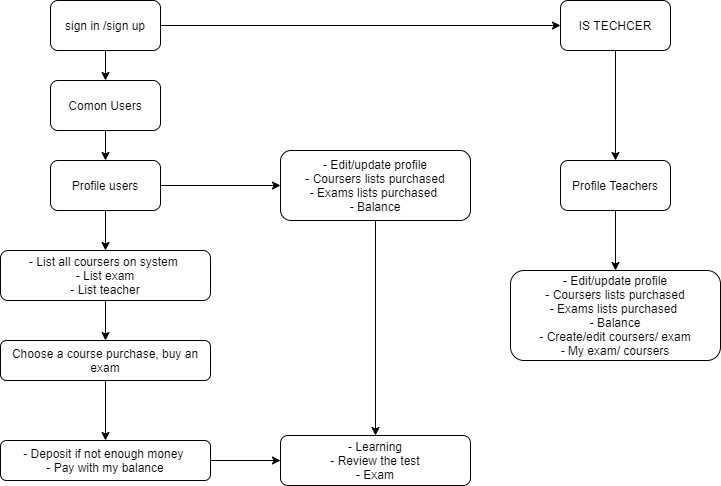 sign in /sign up
IS TECHCER
Comon Users
Profile users
- Edit/update profile
- Coursers lists purchased
- Exams lists purchased
- Balance
Profile Teachers
- List all coursers on system
- List exam
- List teacher
- Edit/update profile
- Coursers lists purchased
- Exams lists purchased
- Balance
- Create/edit coursers/ exam
- My exam/ coursers
Choose a course purchase, buy an
exam
- Deposit if not enough money
- Pay with my balance
- Learning
- Review the test
- Exam